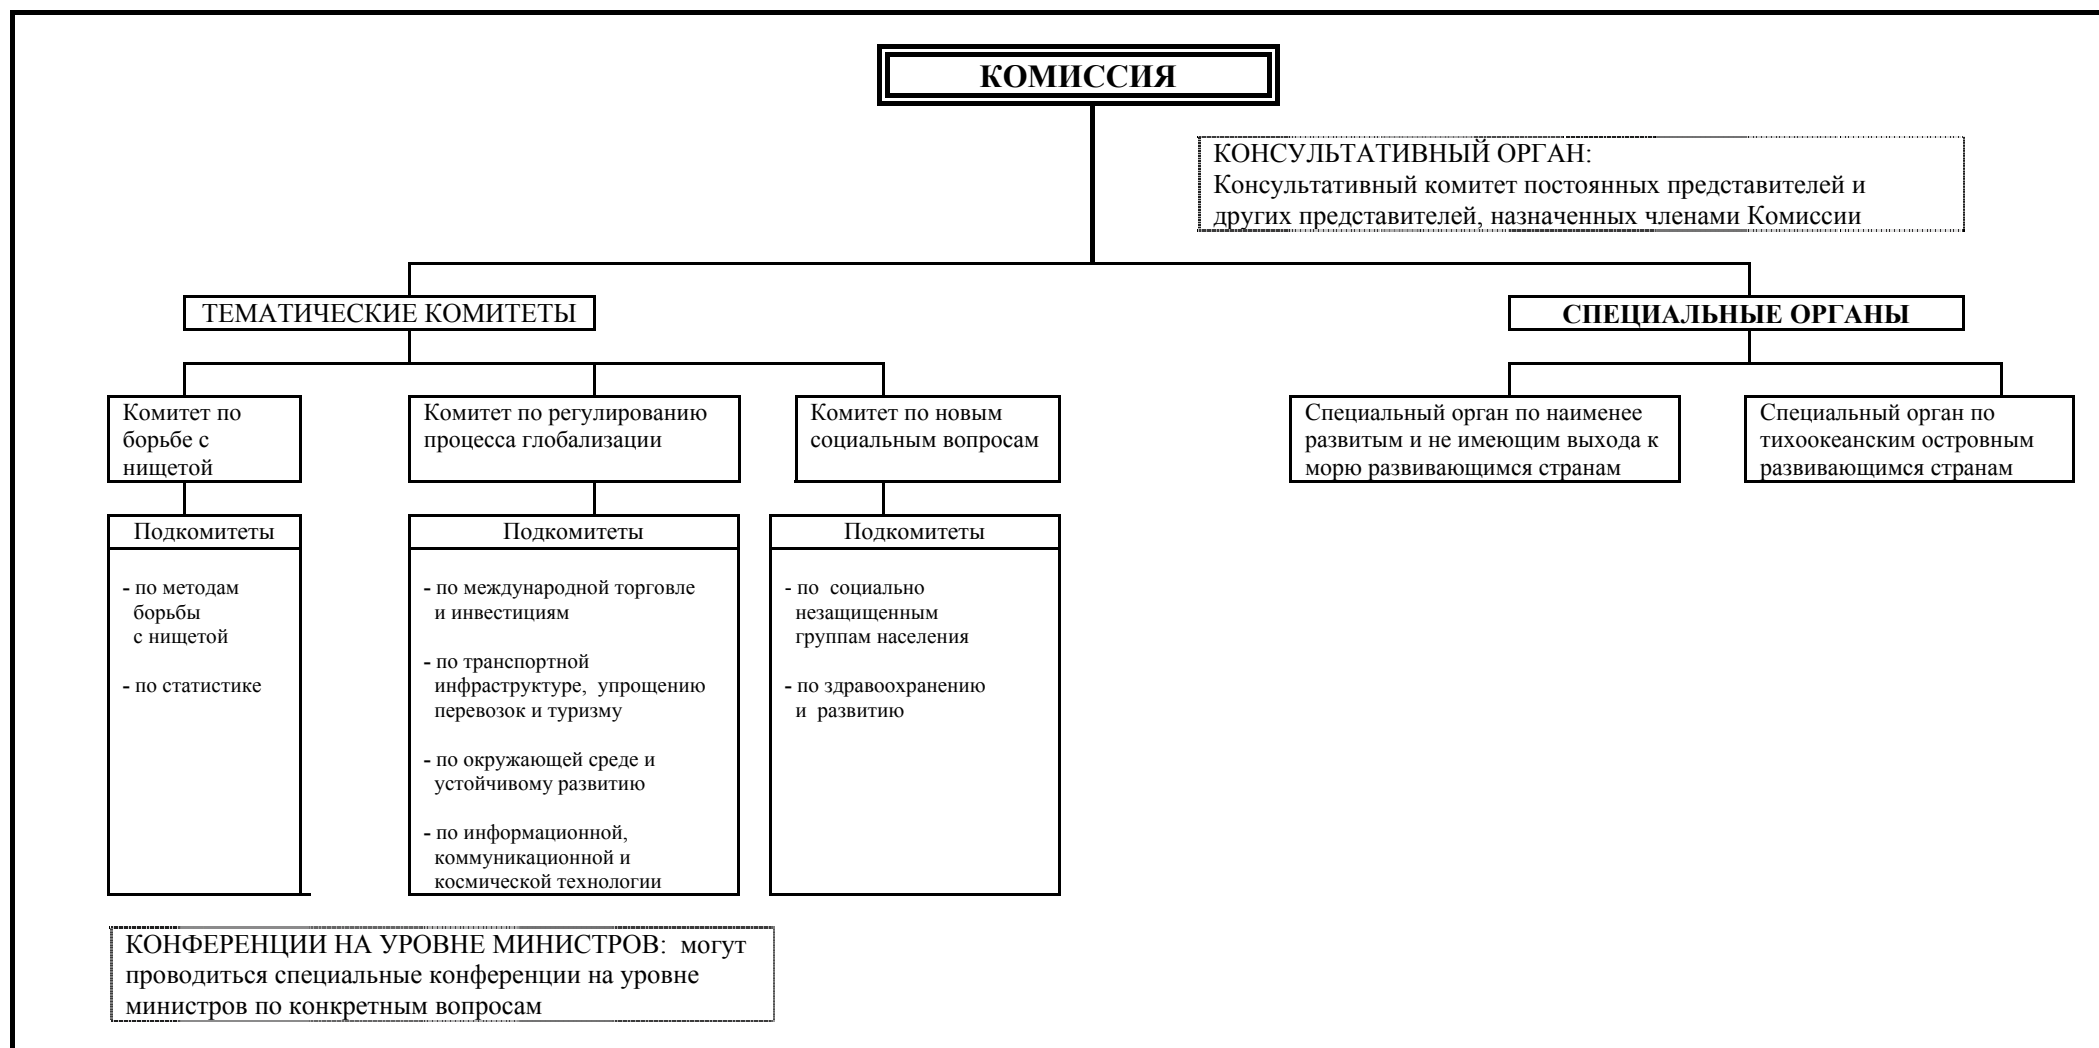 КОМИССИЯ
КОНСУЛЬТАТИВНЫЙ ОРГАН:
Консультативный комитет постоянных представителей и
других представителей, назначенных членами Комиссии
ТЕМАТИЧЕСКИЕ КОМИТЕТЫ
СПЕЦИАЛЬНЫЕ ОРГАНЫ
Комитет по
борьбе с
нищетой
Комитет по регулированию
процесса глобализации
Комитет по новым
социальным вопросам
Специальный орган по наименее
развитым и не имеющим выхода к
морю развивающимся странам
Специальный орган по
тихоокеанским островным
развивающимся странам
Подкомитеты
- по методам
борьбы
с нищетой
- по статистике
Подкомитеты
- по международной торговле
и инвестициям
- по транспортной
инфраструктуре, упрощению
перевозок и туризму
- по окружающей среде и
устойчивому развитию
- по информационной,
коммуникационной и
космической технологии
Подкомитеты
- по социально
незащищенным
группам населения
- по здравоохранению
и развитию
КОНФЕРЕНЦИИ НА УРОВНЕ МИНИСТРОВ: могут
проводиться специальные конференции на уровне
министров по конкретным вопросам